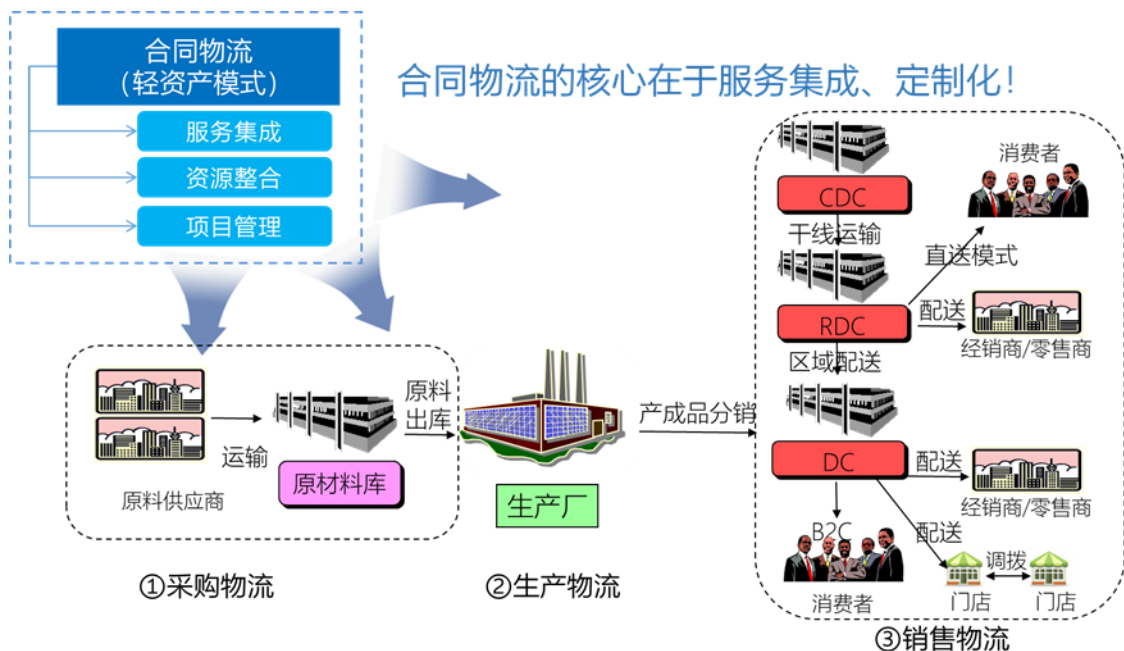 合同物流
（轻资产模式）
服务集成
资源整合
项目管理
合同物流的核心在于服务集成、定制化！
原料供应商
运输
原材料库
原料
出库
①采购物流
生产厂
②生产物流
产成品分销
CDC
干线运输
RDC
直送模式
消费者
配送
经销商/零售商
区域配送
DC
配送
经销商/零售商
B2C
消费者
配送
门店
调拨
门店
③销售物流